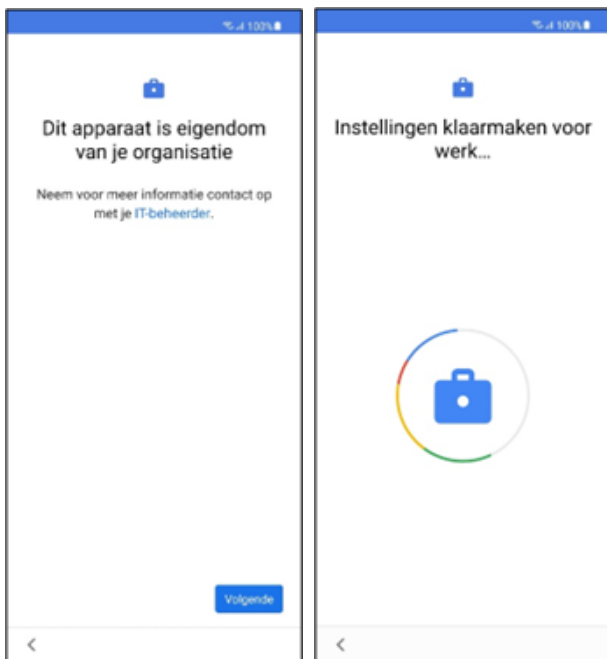 100%
Dit apparaat is eigendom
van je organisatie
Neem voor meer informatie contact op
met je IT-beheerder.
Volgende
100%
Instellingen klaarmaken voor
werk...